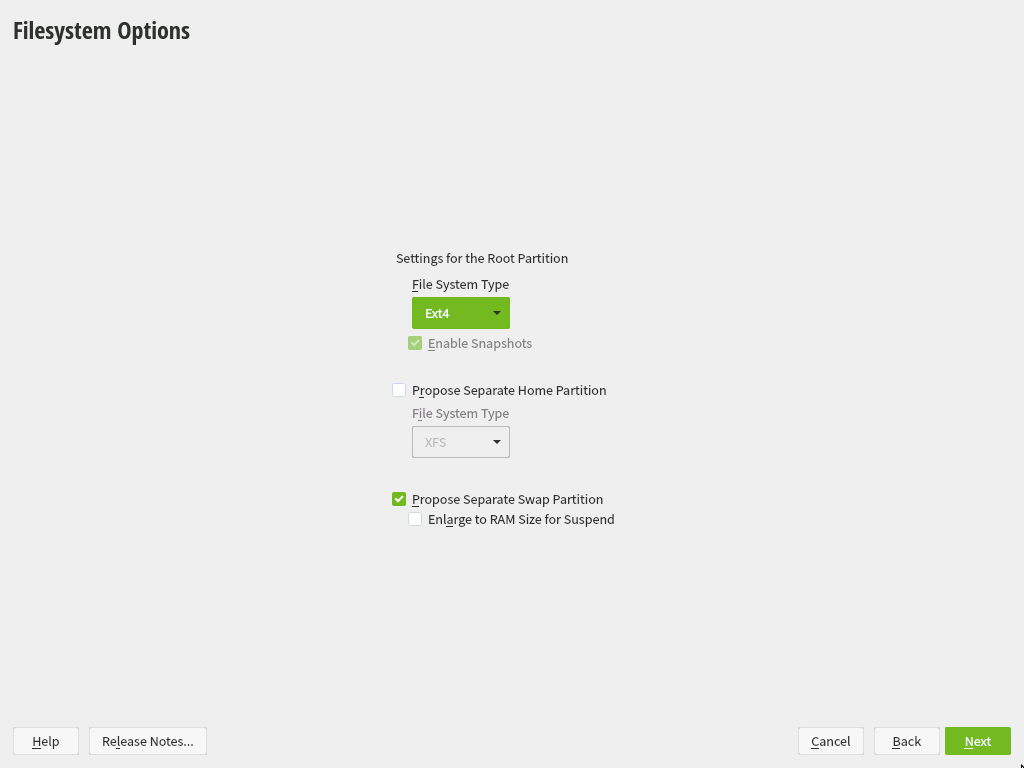 Filesystem Options
Settings for the Root Partition
File System Type
Ext4
Enable Snapshots
Propose Separate Home Partition
File System Type
XFS
Propose Separate Swap Partition
Enlarge to RAM Size for Suspend
Help Release Notes... Cancel Back Next